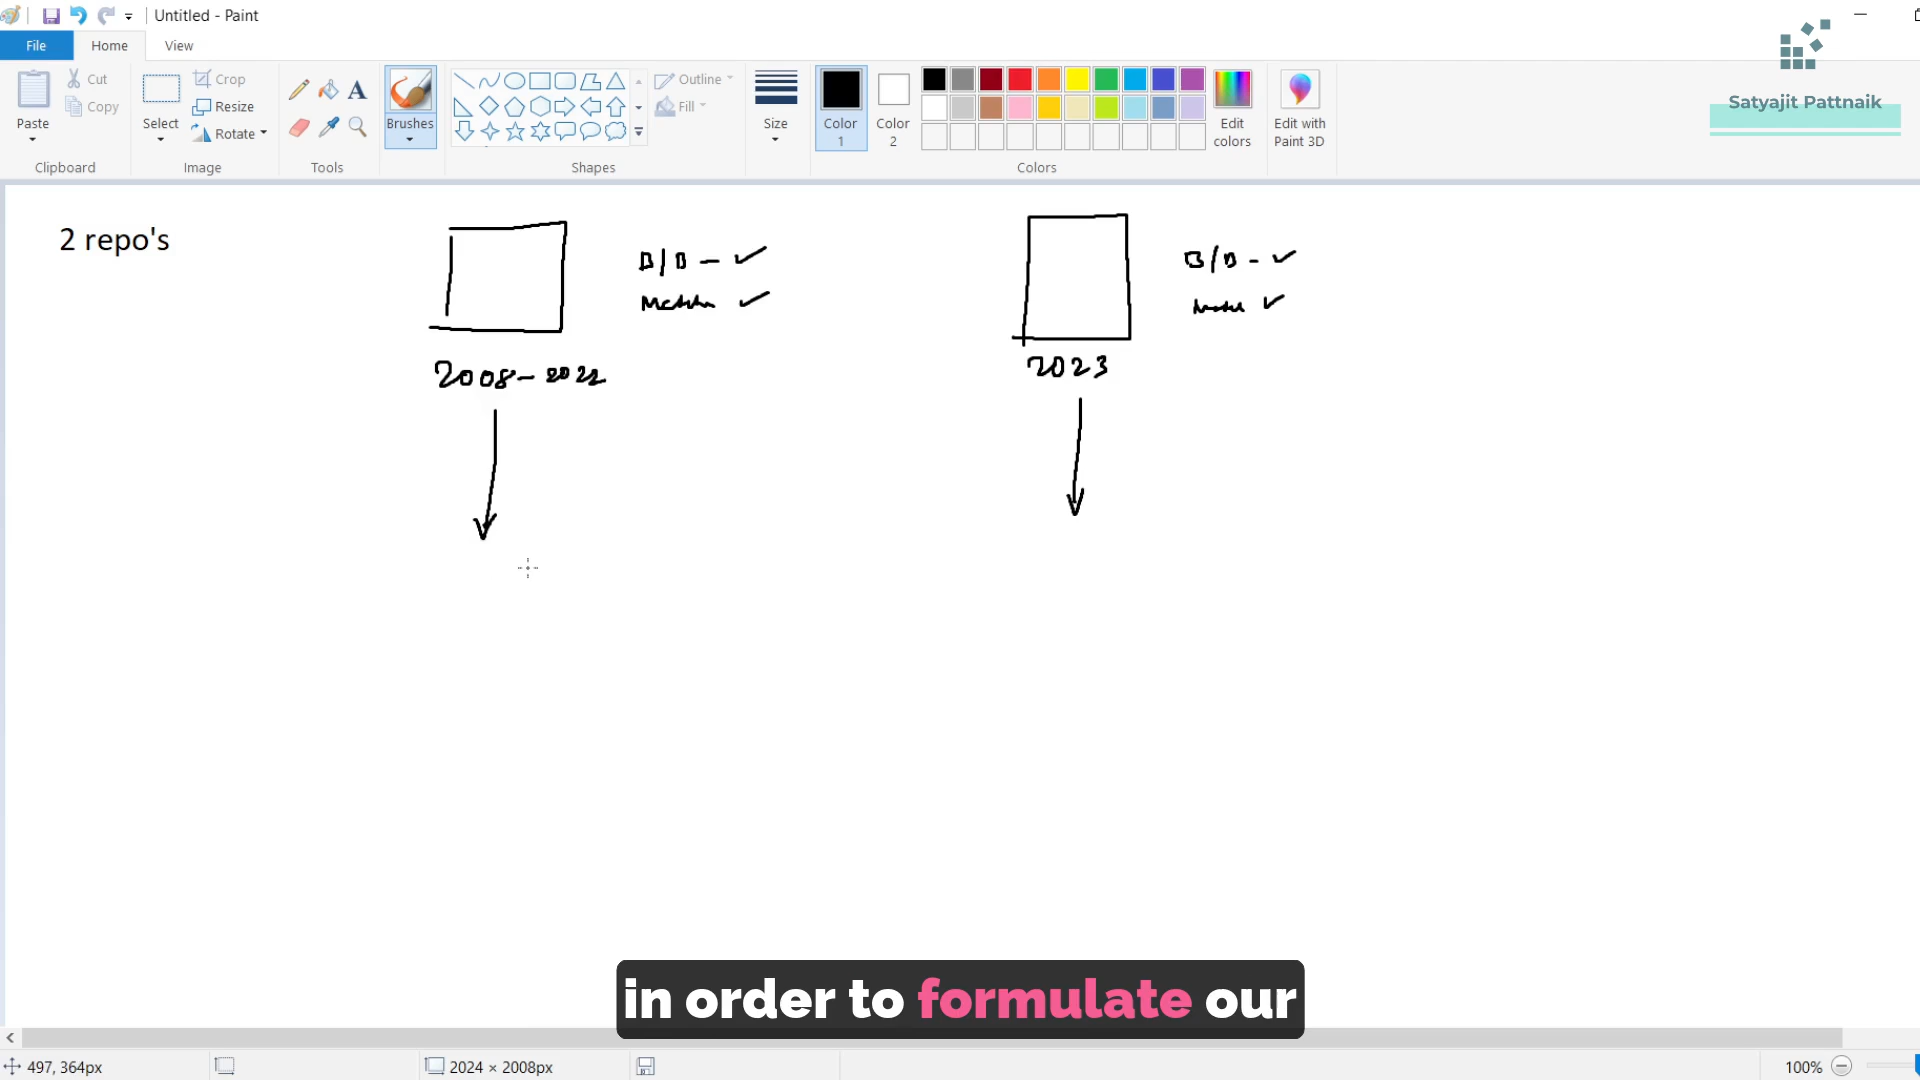 Untitled - Paint
File
Home
View
Paste
Cut
Copy
Clipboard
Select
Crop
Resize
Rotate
Image
Tools
Brushes
Shapes
Outline
Fill
Size
Color 1
Color 2
Edit colors
Colors
Edit with Paint 3D
Satyajit Pattnaik
2 repo's
B/B - ✓
✓
2008-2022
B/B - ✓
✓
2023
in order to formulate our
497, 364px
2024 × 2008px
100%